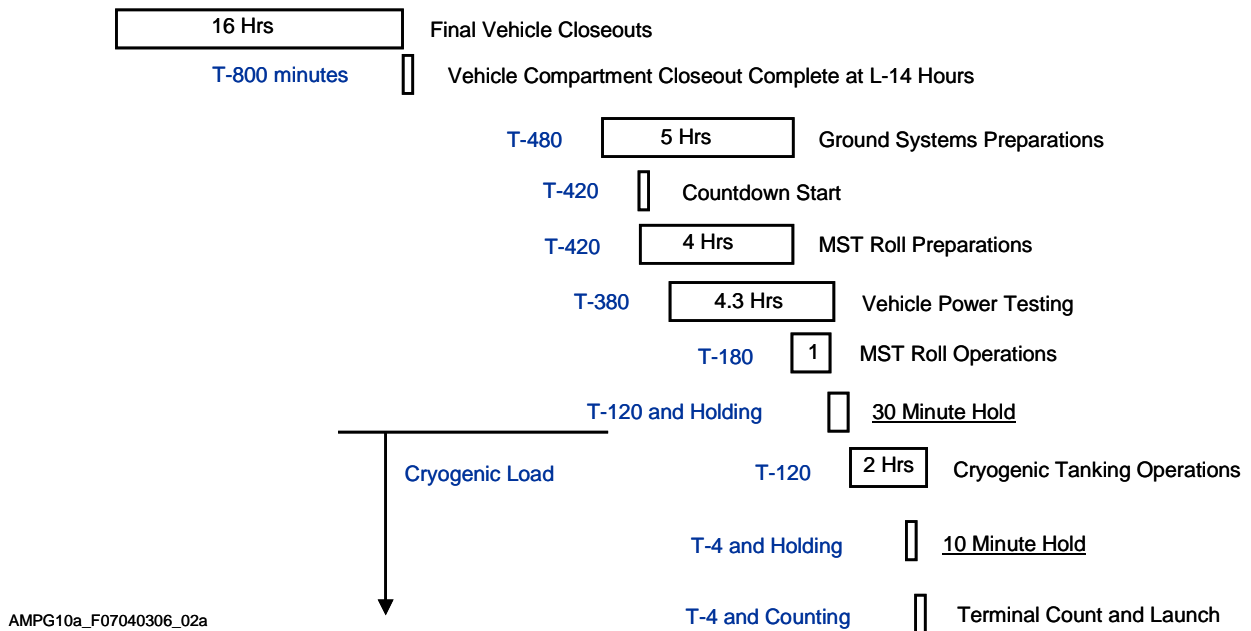 16 Hrs Final Vehicle Closeouts
T-800 minutes Vehicle Compartment Closeout Complete at L-14 Hours
T-480 5 Hrs Ground Systems Preparations
T-420 Countdown Start
T-420 4 Hrs MST Roll Preparations
T-380 4.3 Hrs Vehicle Power Testing
T-180 1 MST Roll Operations
T-120 and Holding 30 Minute Hold
Cryogenic Load T-120 2 Hrs Cryogenic Tanking Operations
T-4 and Holding 10 Minute Hold
AMPG10a_F07040306_02a T-4 and Counting Terminal Count and Launch